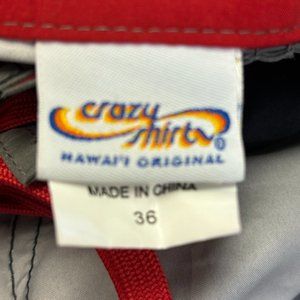 crazy
shirts®
HAWAI'I ORIGINAL
MADE IN CHINA
36